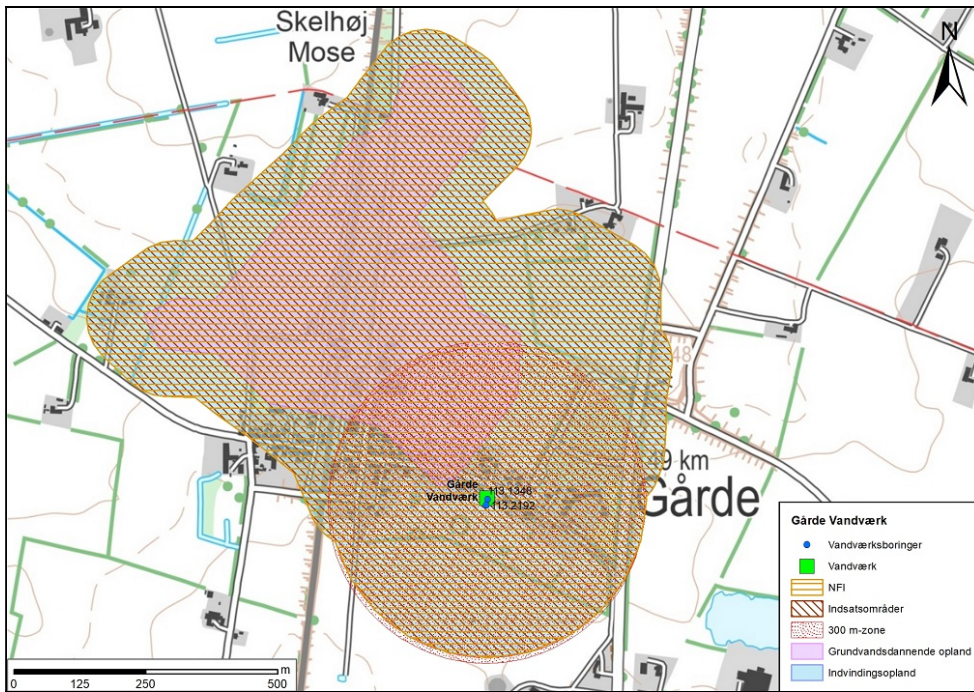 Skelhøj
Mose
N
48
9 km
Gårde
Gårde
Vandværk
113.1348
113.2192
Gårde Vandværk
Vandværksboringer
Vandværk
NFI
Indsatsområder
300 m-zone
Grundvandsdannende opland
Indvindingsopland
m
0 125 250 500